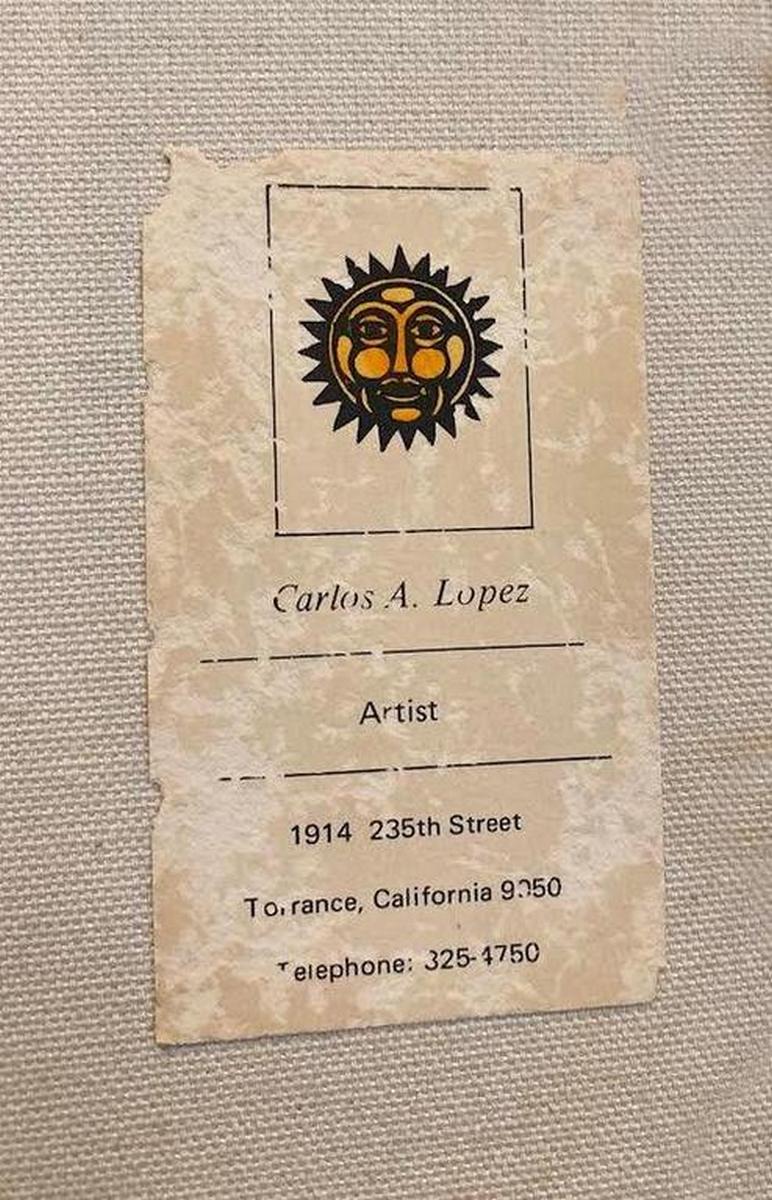 Carlos A. Lopez
Artist
1914 235th Street
Torrance, California
Telephone: 325-4750